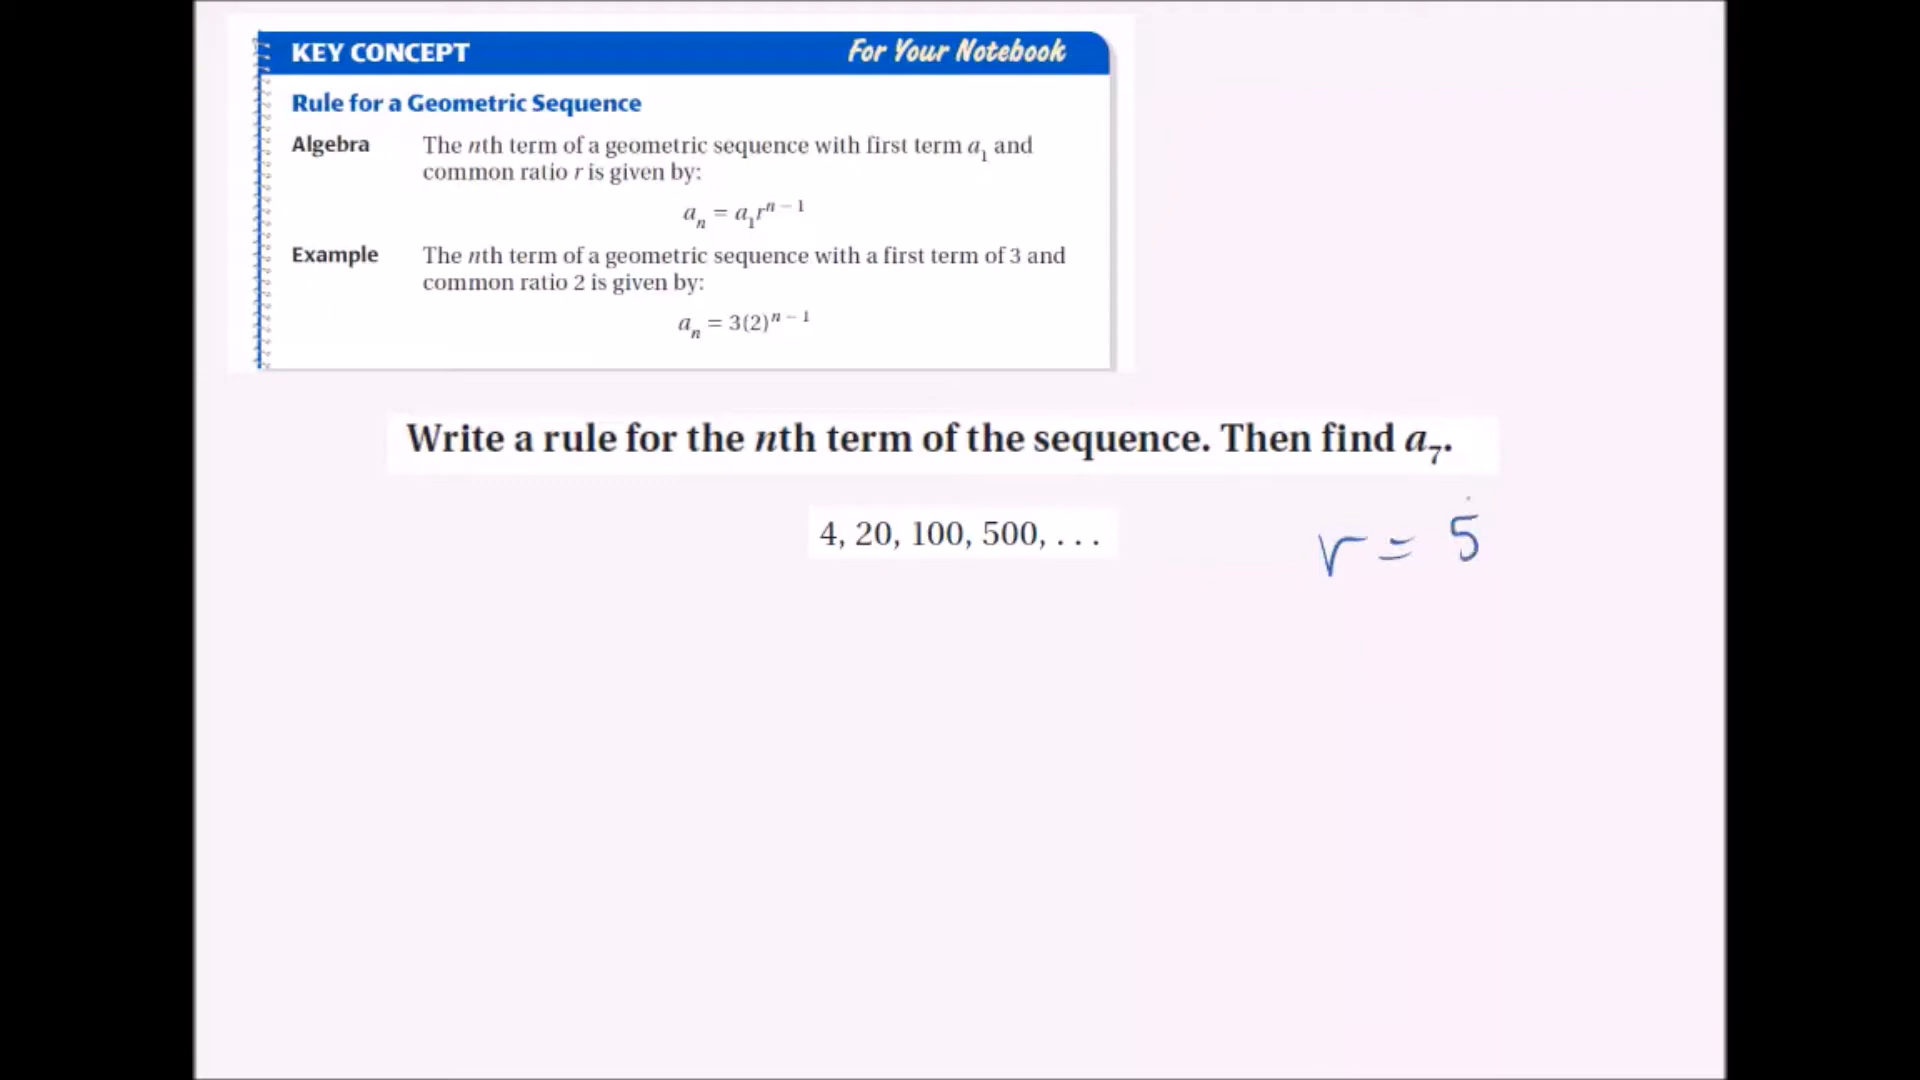 KEY CONCEPT For Your Notebook
Rule for a Geometric Sequence
Algebra The nth term of a geometric sequence with first term a₁ and
common ratio r is given by:
aₙ = a₁rⁿ⁻¹
Example The nth term of a geometric sequence with a first term of 3 and
common ratio 2 is given by:
aₙ = 3(2)ⁿ⁻¹
Write a rule for the nth term of the sequence. Then find a₇.
4, 20, 100, 500, . . .
r = 5